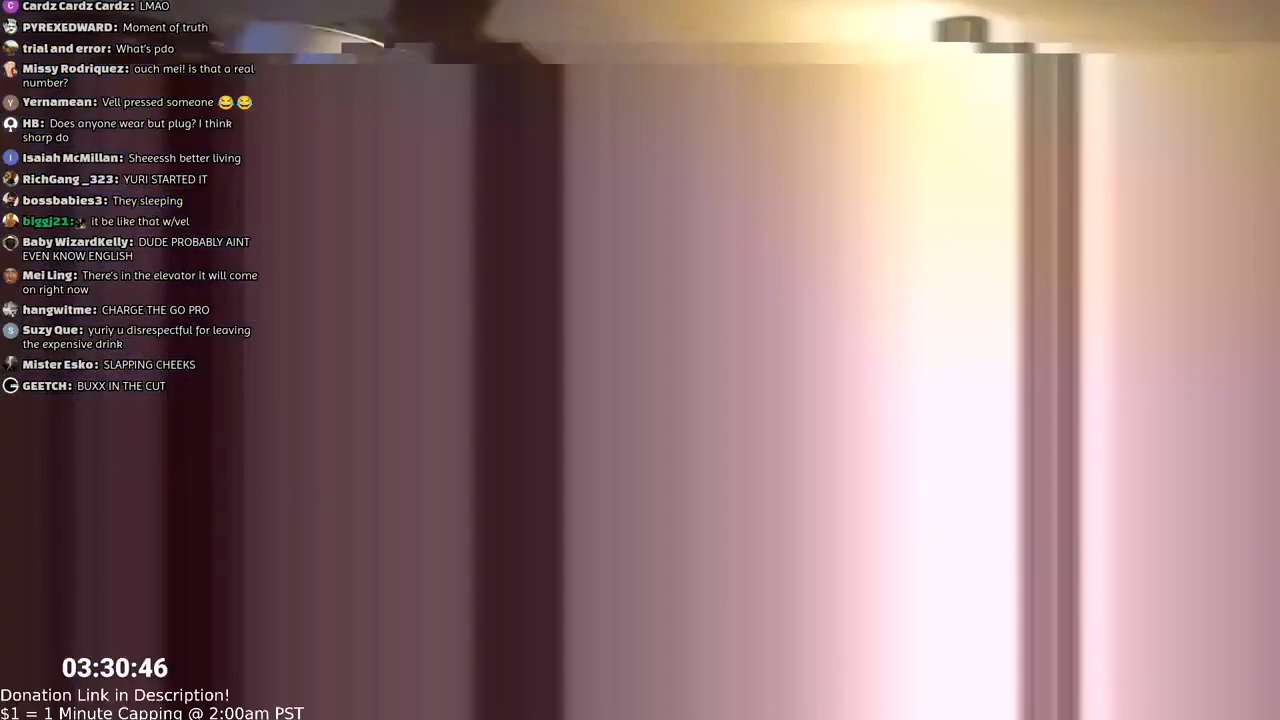 Cardz Cardz Cardz: LMAO
PYREXEDWARD: Moment of truth
trial and error: What's pdo
Missy Rodriquez: ouch mei! is that a real
number?
Yernamean: Vell pressed someone 😂 😂
HB: Does anyone wear but plug? I think
sharp do
Isaiah McMillan: Sheeessh better living
RichGang_323: YURI STARTED IT
bossbabies3: They sleeping
biggj21: it be like that w/vel
Baby WizardKelly: DUDE PROBABLY AINT
EVEN KNOW ENGLISH
Mei Ling: There's in the elevator it will come
on right now
hangwitme: CHARGE THE GO PRO
Suzy Que: yuriy u disrespectful for leaving
the expensive drink
Mister Esko: SLAPPING CHEEKS
GEETCH: BUXX IN THE CUT
03:30:46
Donation Link in Description!
$1 = 1 Minute Capping @ 2:00am PST